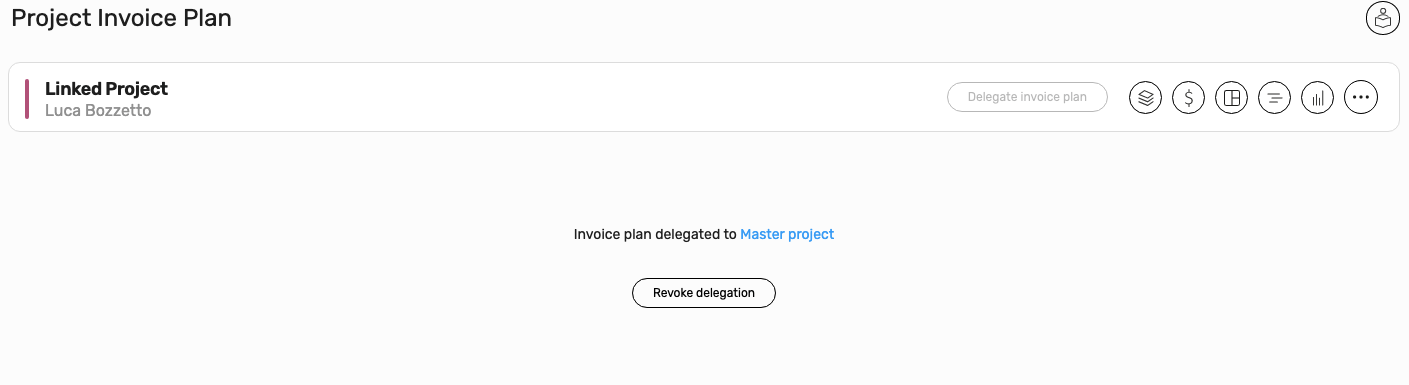 Project Invoice Plan
Linked Project
Luca Bozzetto
Delegate invoice plan
Invoice plan delegated to Master project
Revoke delegation